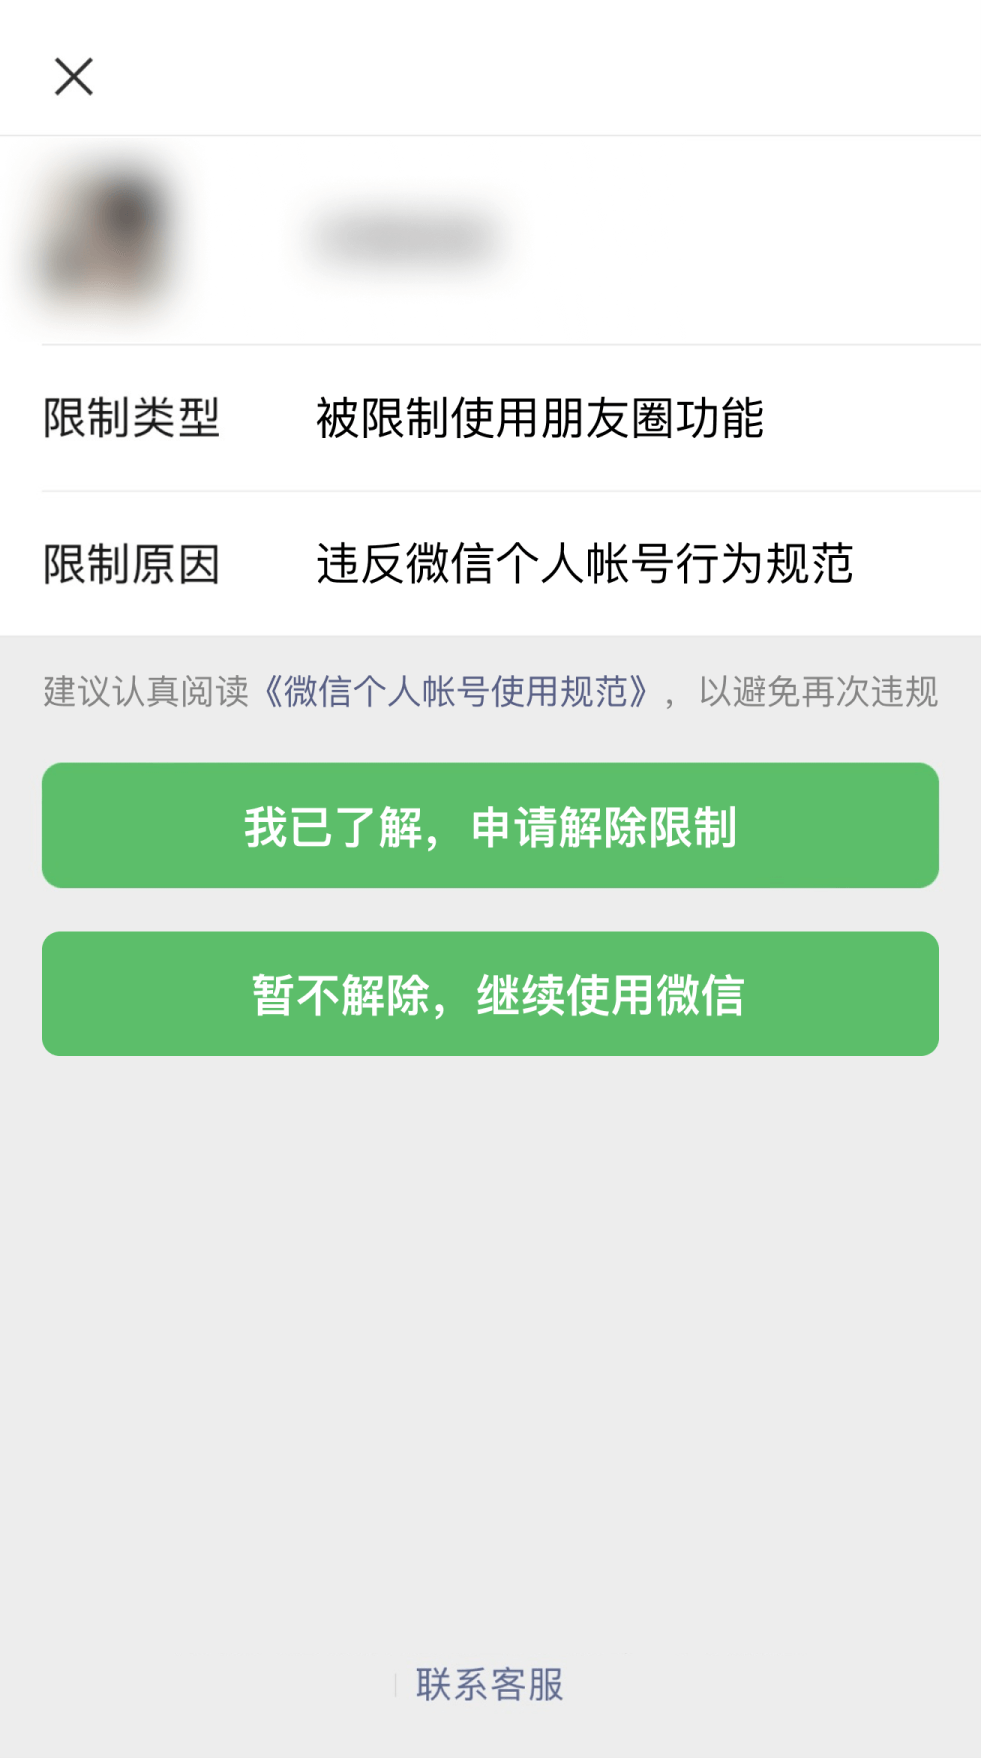 限制类型 被限制使用朋友圈功能
限制原因 违反微信个人帐号行为规范
建议认真阅读《微信个人帐号使用规范》，以避免再次违规
我已了解，申请解除限制
暂不解除，继续使用微信
联系客服